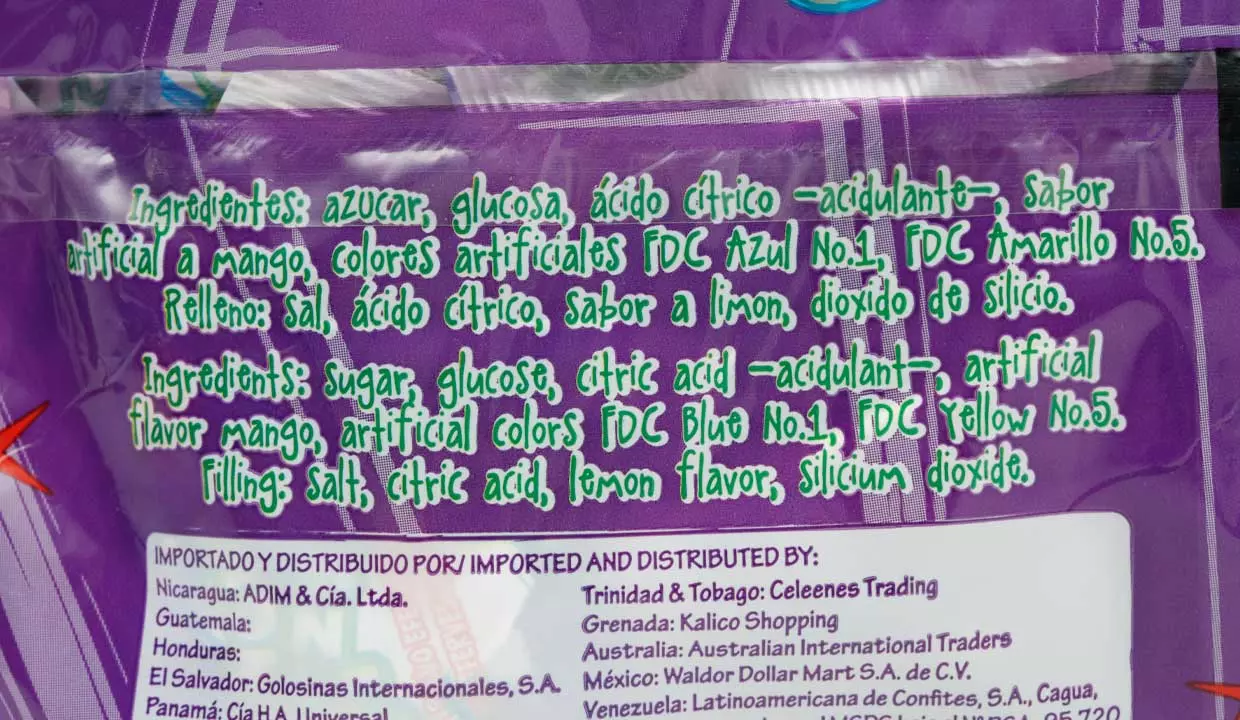 Ingredientes: azucar, glucosa, ácido cítrico -acidulante-, Sabor
artificial a mango, colores artificiales FDC Azul No.1, FDC Amarillo No.5.
Relleno: Sal, ácido cítrico, Sabor a limon, dioxido de Silicio.
Ingredients: Sugar, glucose, citric acid -acidulant-, artificial
flavor mango, artificial colors FDC Blue No.1, FDC Yellow No.5.
Filling: Salt, citric acid, lemon flavor, Silicium dioxide.
IMPORTADO Y DISTRIBUIDO POR/ IMPORTED AND DISTRIBUTED BY:
Nicaragua: ADIM & Cía. Ltda.
Guatemala:
Honduras:
El Salvador: Golosinas Internacionales, S.A.
Panamá: Cía H.A. Universal
Trinidad & Tobago: Celeenes Trading
Grenada: Kalico Shopping
Australia: Australian International Traders
México: Waldor Dollar Mart S.A. de C.V.
Venezuela: Latinoamericana de Confites, S.A., Cagua,